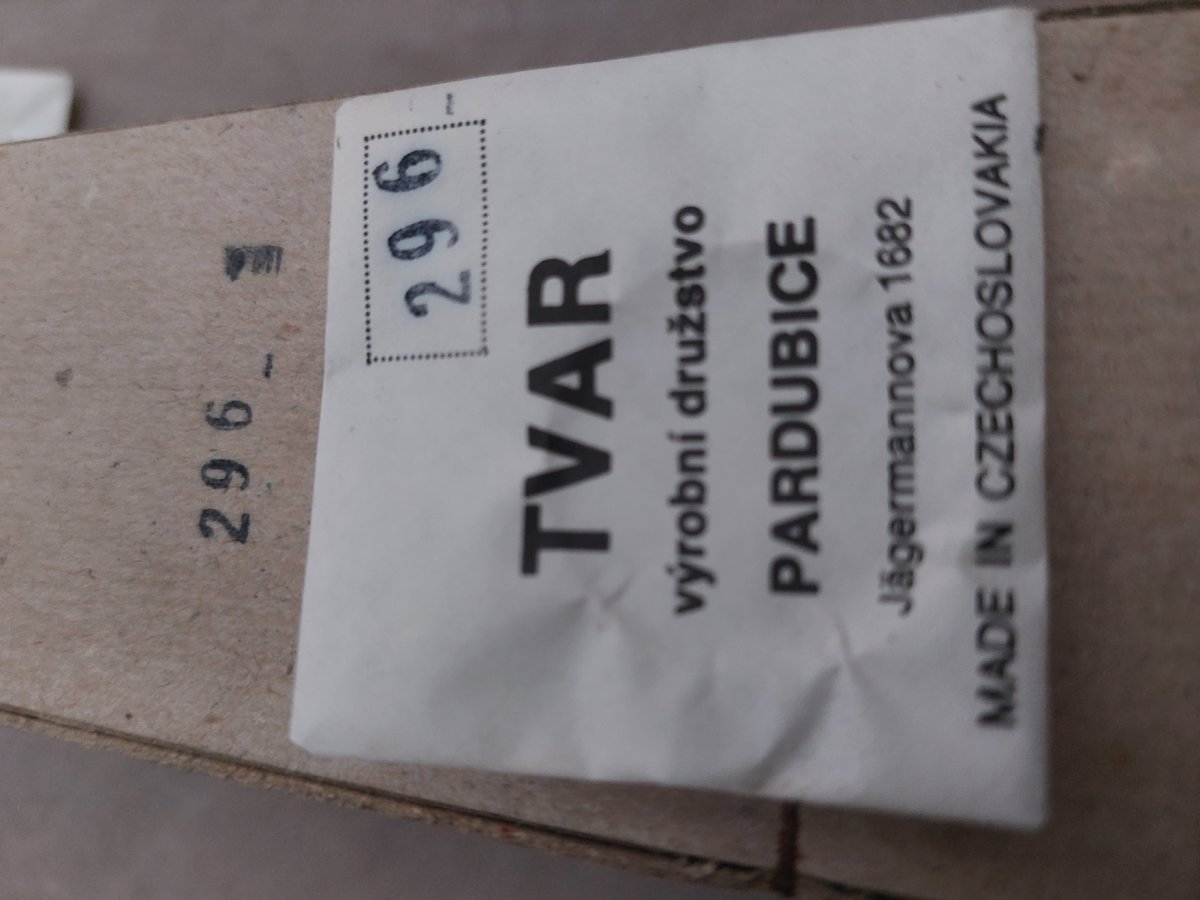 296 -
296
TVAR
výrobní družstvo
PARDUBICE
Jägermannova 1682
MADE IN CZECHOSLOVAKIA